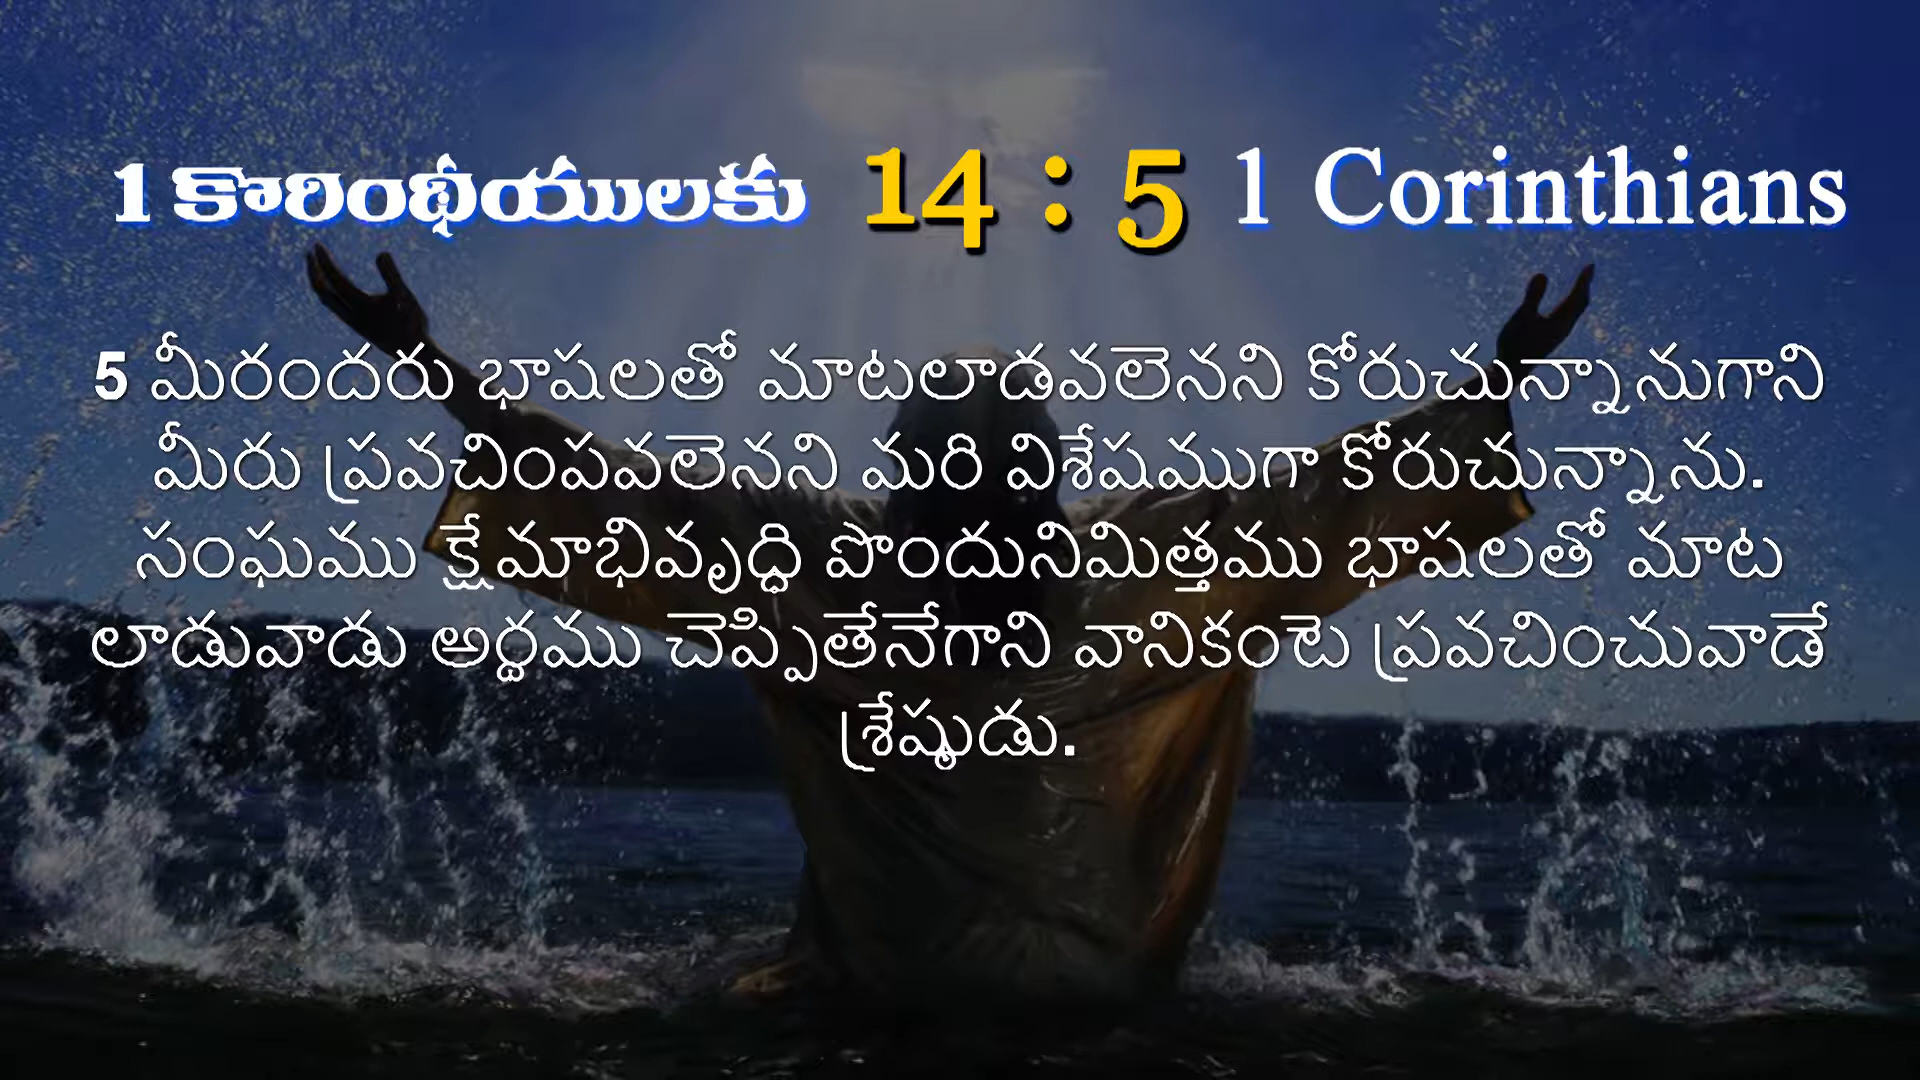 1 కొరింథీయులకు 14 : 5 1 Corinthians
5 మీరందరు భాషలతో మాటలాడవలెనని కోరుచున్నానుగాని
మీరు ప్రవచింపవలెనని మరి విశేషముగా కోరుచున్నాను.
సంఘము క్షేమాభివృద్ధి పొందునిమిత్తము భాషలతో మాట
లాడువాడు అర్థము చెప్పితేనేగాని వానికంటె ప్రవచించువాడే
శ్రేష్ఠుడు.